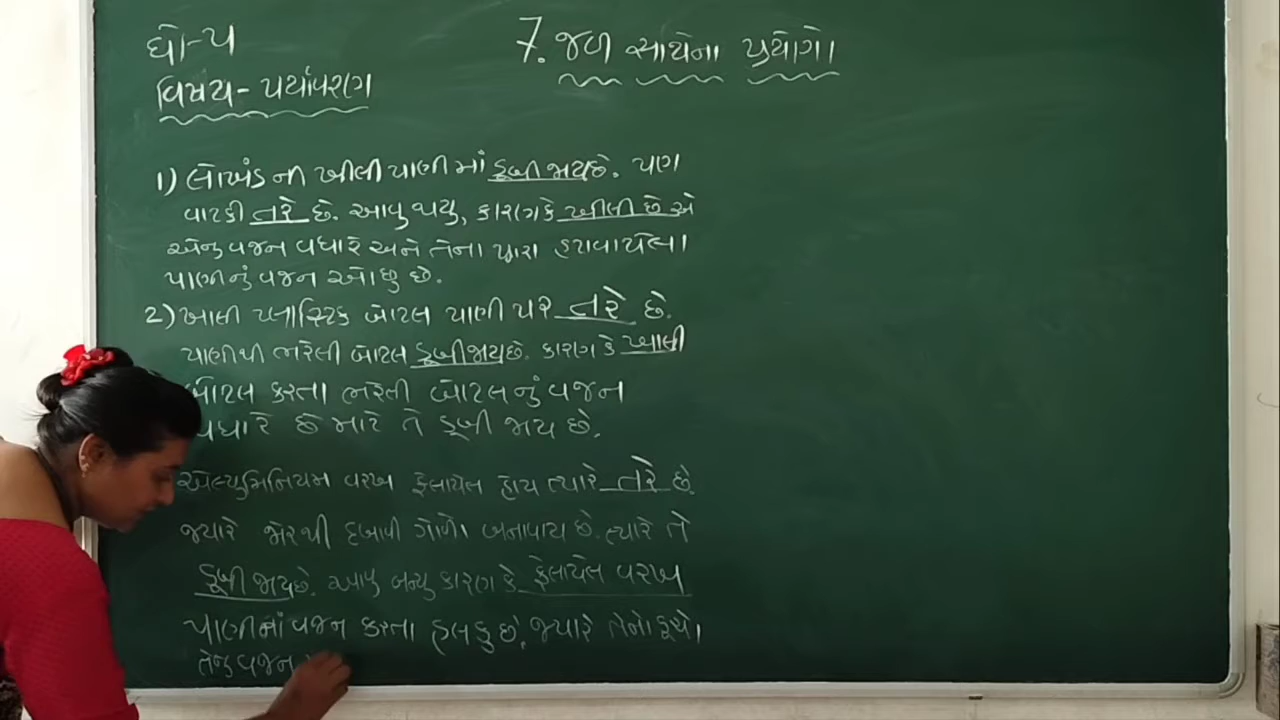 ધો-૫
7. જળ સાથેના પ્રયોગો
વિષય - પર્યાવરણ
1) લોખંડ ની ખીલી પાણી માં ડૂબી જાય છે. પણ
વાટકી તરે છે. આવુ થયુ, કારણકે ખીલી છે એ
એનુ વજન વધારે અને તેના દ્વારા હટાવાયેલા
પાણીનું વજન ઓછુ છે.
2) ખાલી પ્લાસ્ટિક બોટલ પાણી પર તરે છે.
પાણીથી ભરેલી બોટલ ડૂબી જાય છે. કારણ કે ખાલી
બોટલ કરતા ભરેલી બોટલ નું વજન
વધારે છે માટે તે ડૂબી જાય છે.
એલ્યુમિનિયમ વરખ ફેલાયેલ હોય ત્યારે તરે છે.
જ્યારે જોરથી દબાવી ગોળો બનાવાય છે. ત્યારે તે
ડૂબી જાય છે. આવુ બન્યુ કારણ કે ફેલાયેલ વરખ
પાણીનાં વજન કરતા હલકુ છે, જ્યારે તેનો ડૂચો
તેનુ વજન